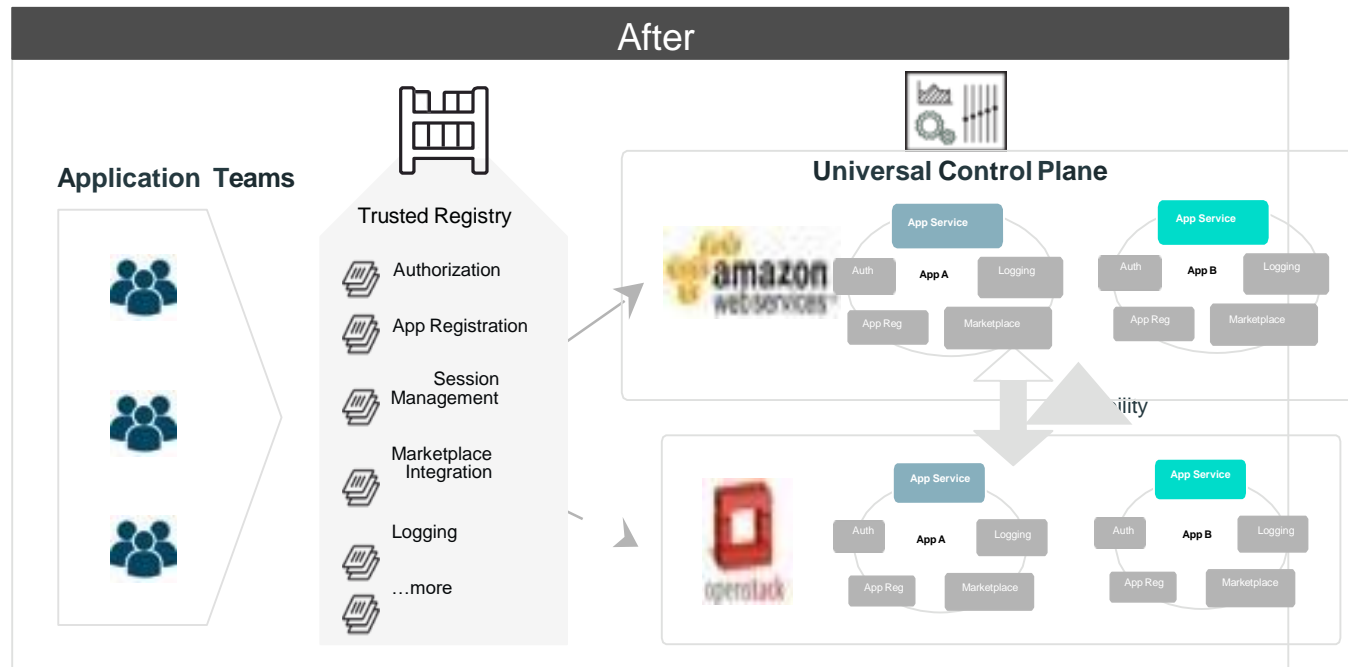 After
Application Teams
Trusted Registry
Authorization
App Registration
Session
Management
Marketplace
Integration
Logging
…more
Universal Control Plane
amazon
webservices™
App Service
Auth
App A
Logging
App Reg
Marketplace
App Service
Auth
App B
Logging
App Reg
Marketplace
ility
openstack
App Service
Auth
App A
Logging
App Reg
Marketplace
App Service
Auth
App B
Logging
App Reg
Marketplace